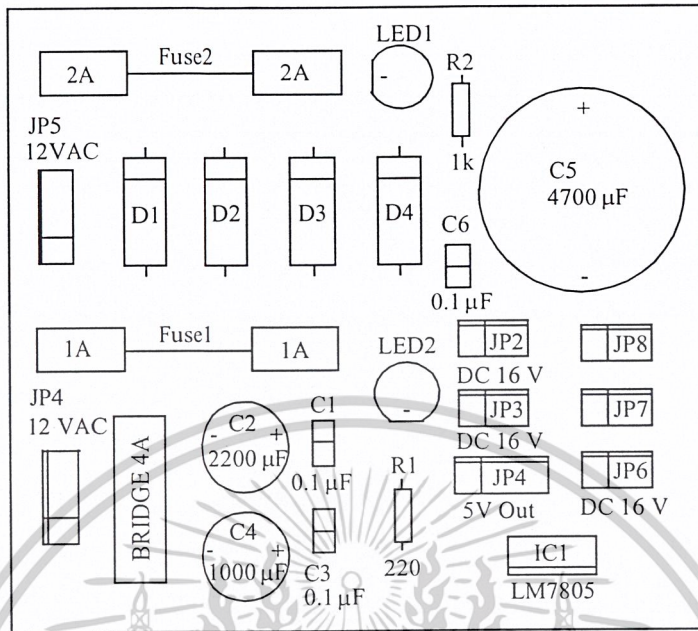 LED1
Fuse2
R2
2A
2A
-
JP5
12VAC
+
1k
C5
4700 µF
D1
D2
D3
D4
C6
-
0.1 µF
Fuse1
1A
1A
LED2
JP2
JP8
DC 16 V
JP4
12 VAC
C1
-
JP3
JP7
DC 16 V
BRIDGE 4A
C2
- +
2200 µF
0.1 µF
R1
JP4
JP6
5V Out
DC 16 V
C4
- +
1000 µF
C3
0.1 µF
220
IC1
LM7805